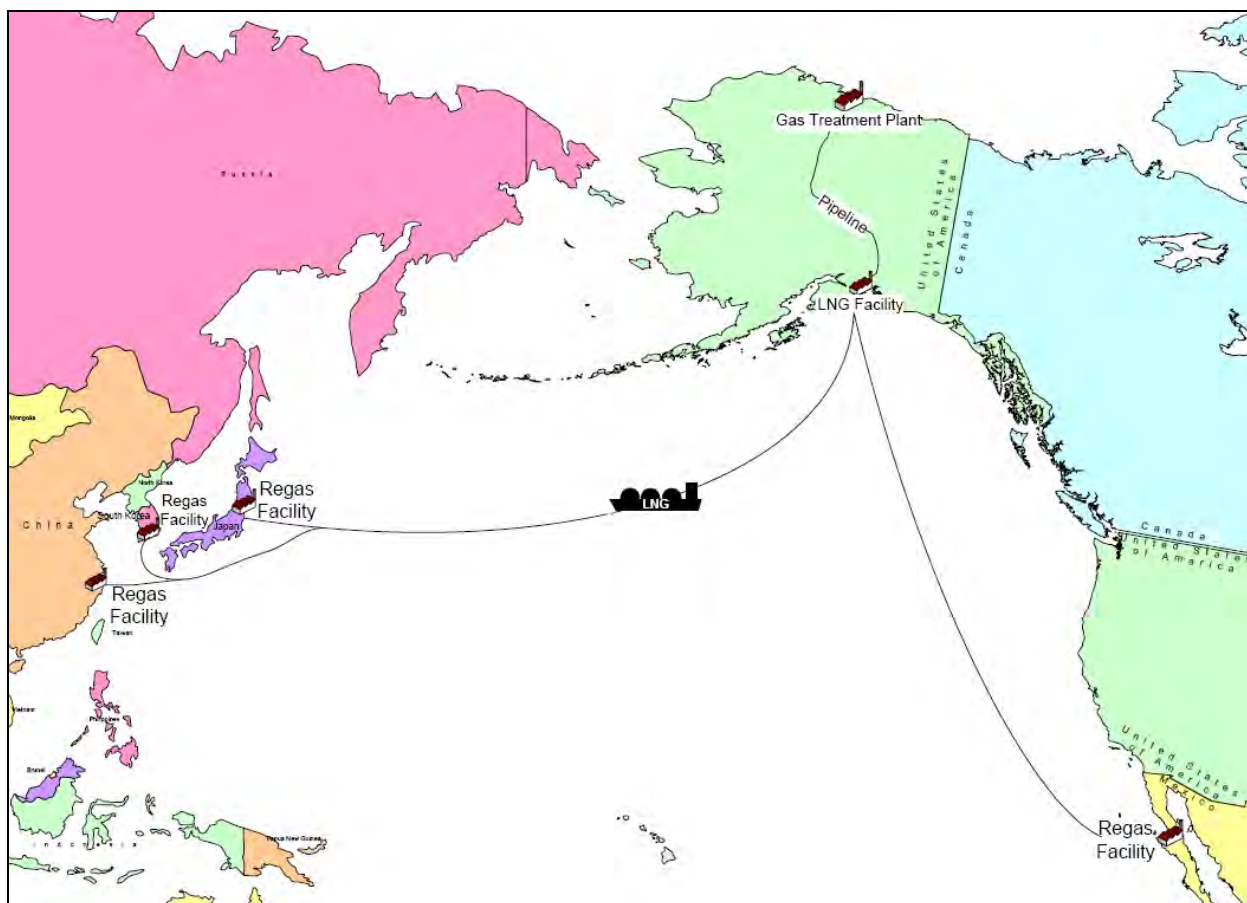 Gas Treatment Plant
Russia
United States
of America
Canada
Pipeline
LNG Facility
Mongolia
North Korea
Regas
Facility
Regas
Facility
South Korea
LNG
Japan
China
Canada
United States
of America
Regas
Facility
Taiwan
Vietnam
Philippines
United States
of America
Mexico
Brunei
Regas
Facility
Papua New Guinea
Indonesia